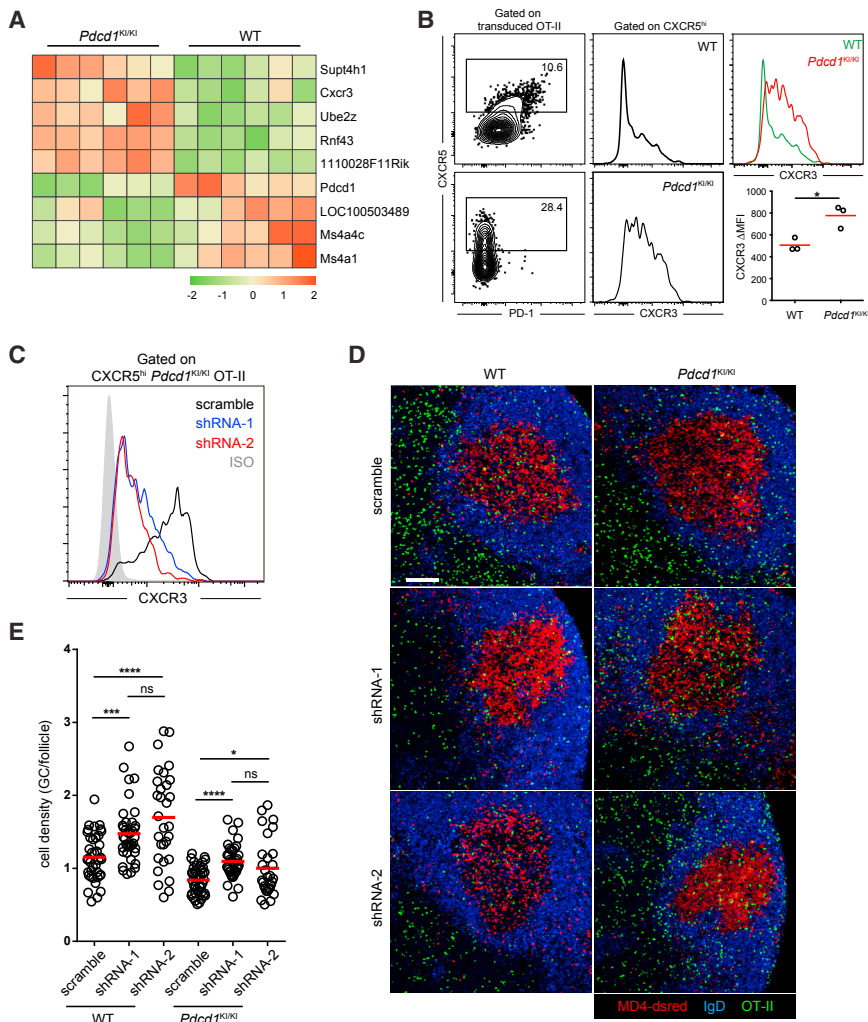 A
Pdcd1KI/KI WT
Supt4h1
Cxcr3
Ube2z
Rnf43
1110028F11Rik
Pdcd1
LOC100503489
Ms4a4c
Ms4a1
-2 -1 0 1 2
B
Gated on
transduced OT-II
Gated on CXCR5hi
10.6
WT
WT
Pdcd1KI/KI
CXCR3
CXCR5
28.4
Pdcd1KI/KI
PD-1
CXCR3
CXCR3 ΔMFI
1000
800
600
400
200
0
*
WT Pdcd1KI/KI
C
Gated on
CXCR5hi Pdcd1KI/KI OT-II
scramble
shRNA-1
shRNA-2
ISO
CXCR3
D
WT Pdcd1KI/KI
scramble
shRNA-1
shRNA-2
MD4-dsred IgD OT-II
E
cell density (GC/follicle)
4
3
2
1
0
****
ns
***
*
ns
****
scramble shRNA-1 shRNA-2 scramble shRNA-1 shRNA-2
WT Pdcd1KI/KI